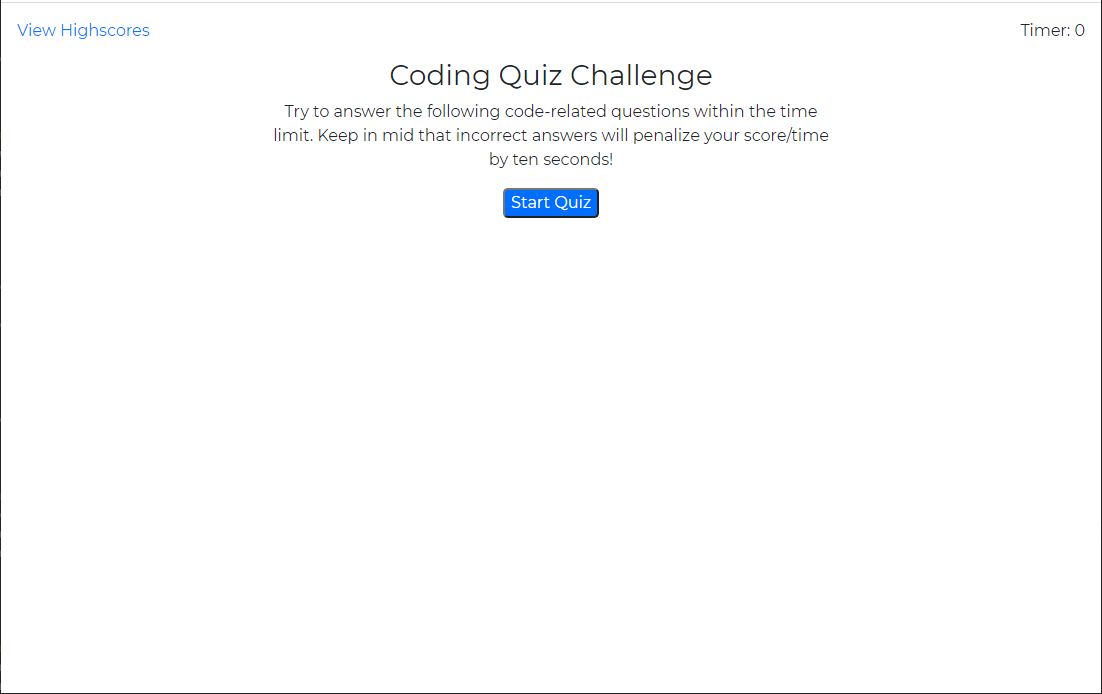 View Highscores
Timer: 0
Coding Quiz Challenge
Try to answer the following code-related questions within the time
limit. Keep in mid that incorrect answers will penalize your score/time
by ten seconds!
Start Quiz